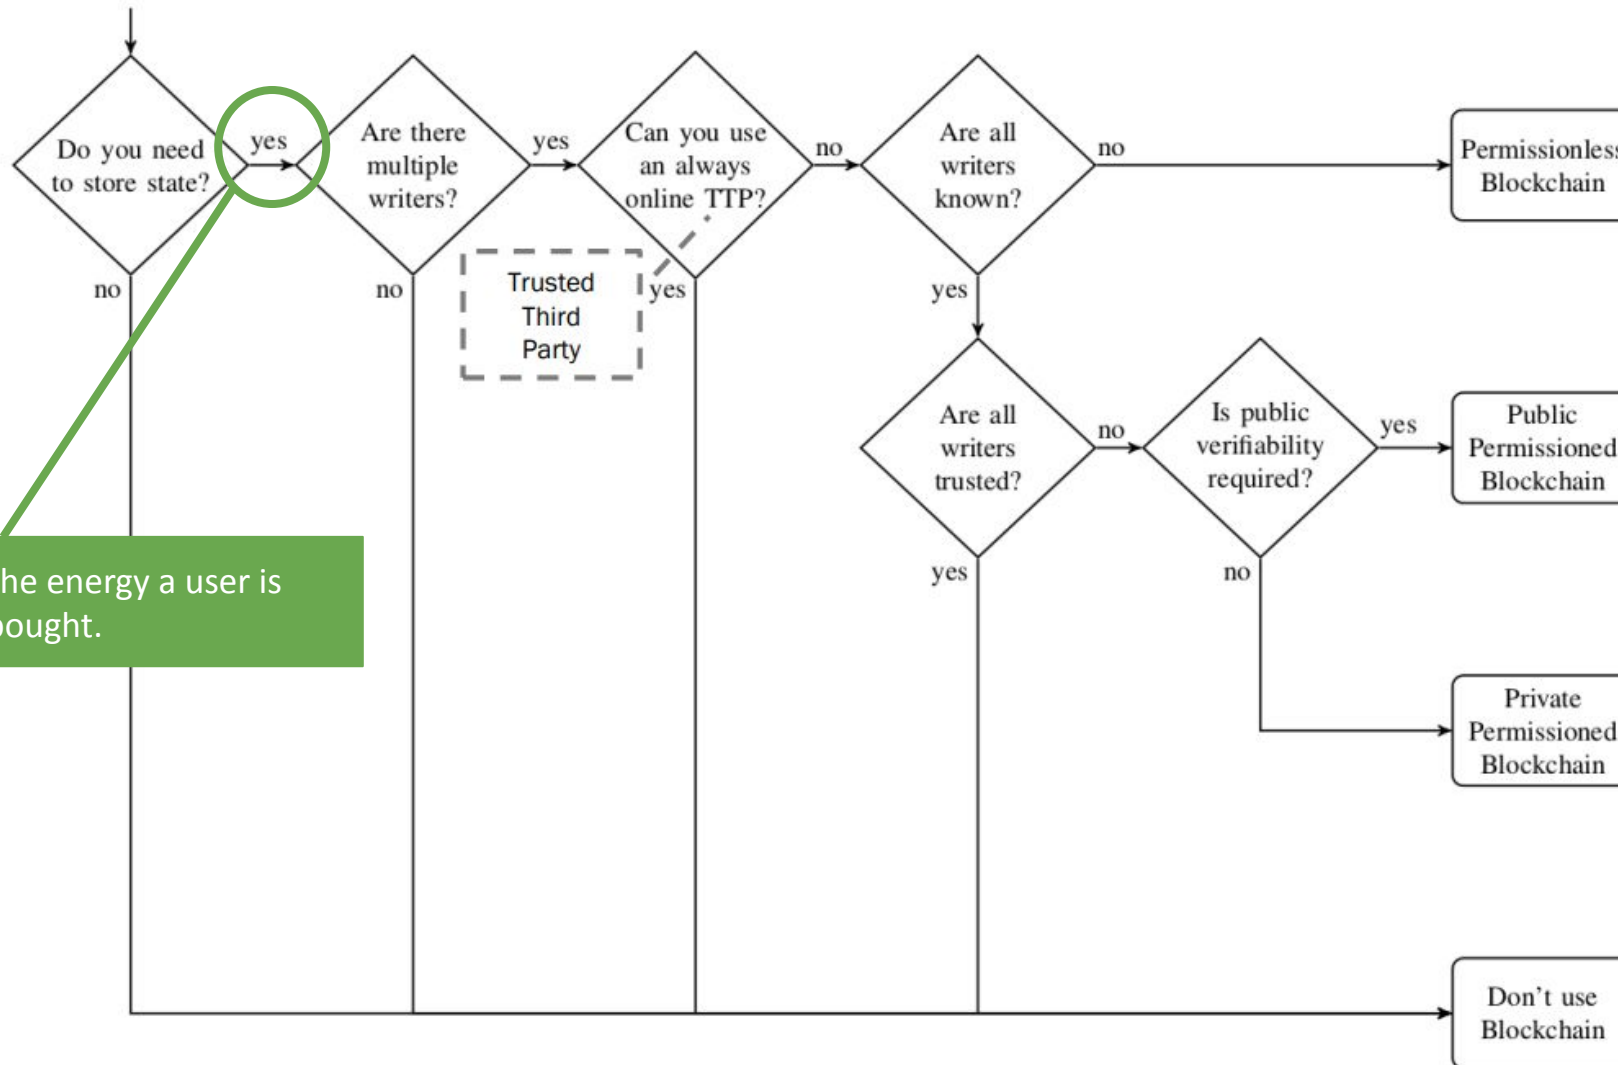 Do you need
to store state?
yes
Are there
multiple
writers?
yes
Can you use
an always
online TTP?
no
Are all
writers
known?
no
Permissionless
Blockchain
no
no
Trusted
Third
Party
yes
yes
Are all
writers
trusted?
no
Is public
verifiability
required?
yes
Public
Permissioned
Blockchain
he energy a user is
bought.
yes
no
Private
Permissioned
Blockchain
Don't use
Blockchain